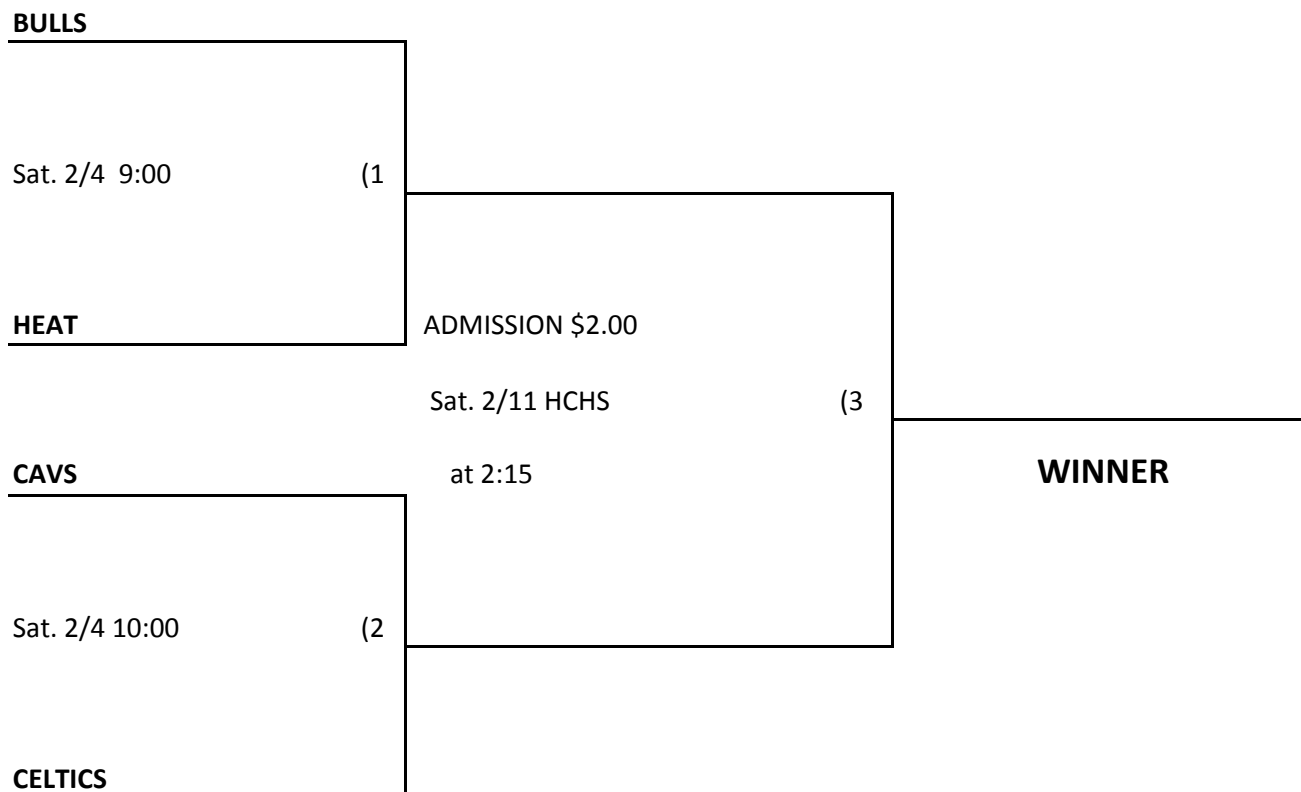 BULLS
Sat. 2/4  9:00 (1
HEAT
ADMISSION $2.00
Sat. 2/11 HCHS (3
CAVS
at 2:15
WINNER
Sat. 2/4 10:00 (2
CELTICS